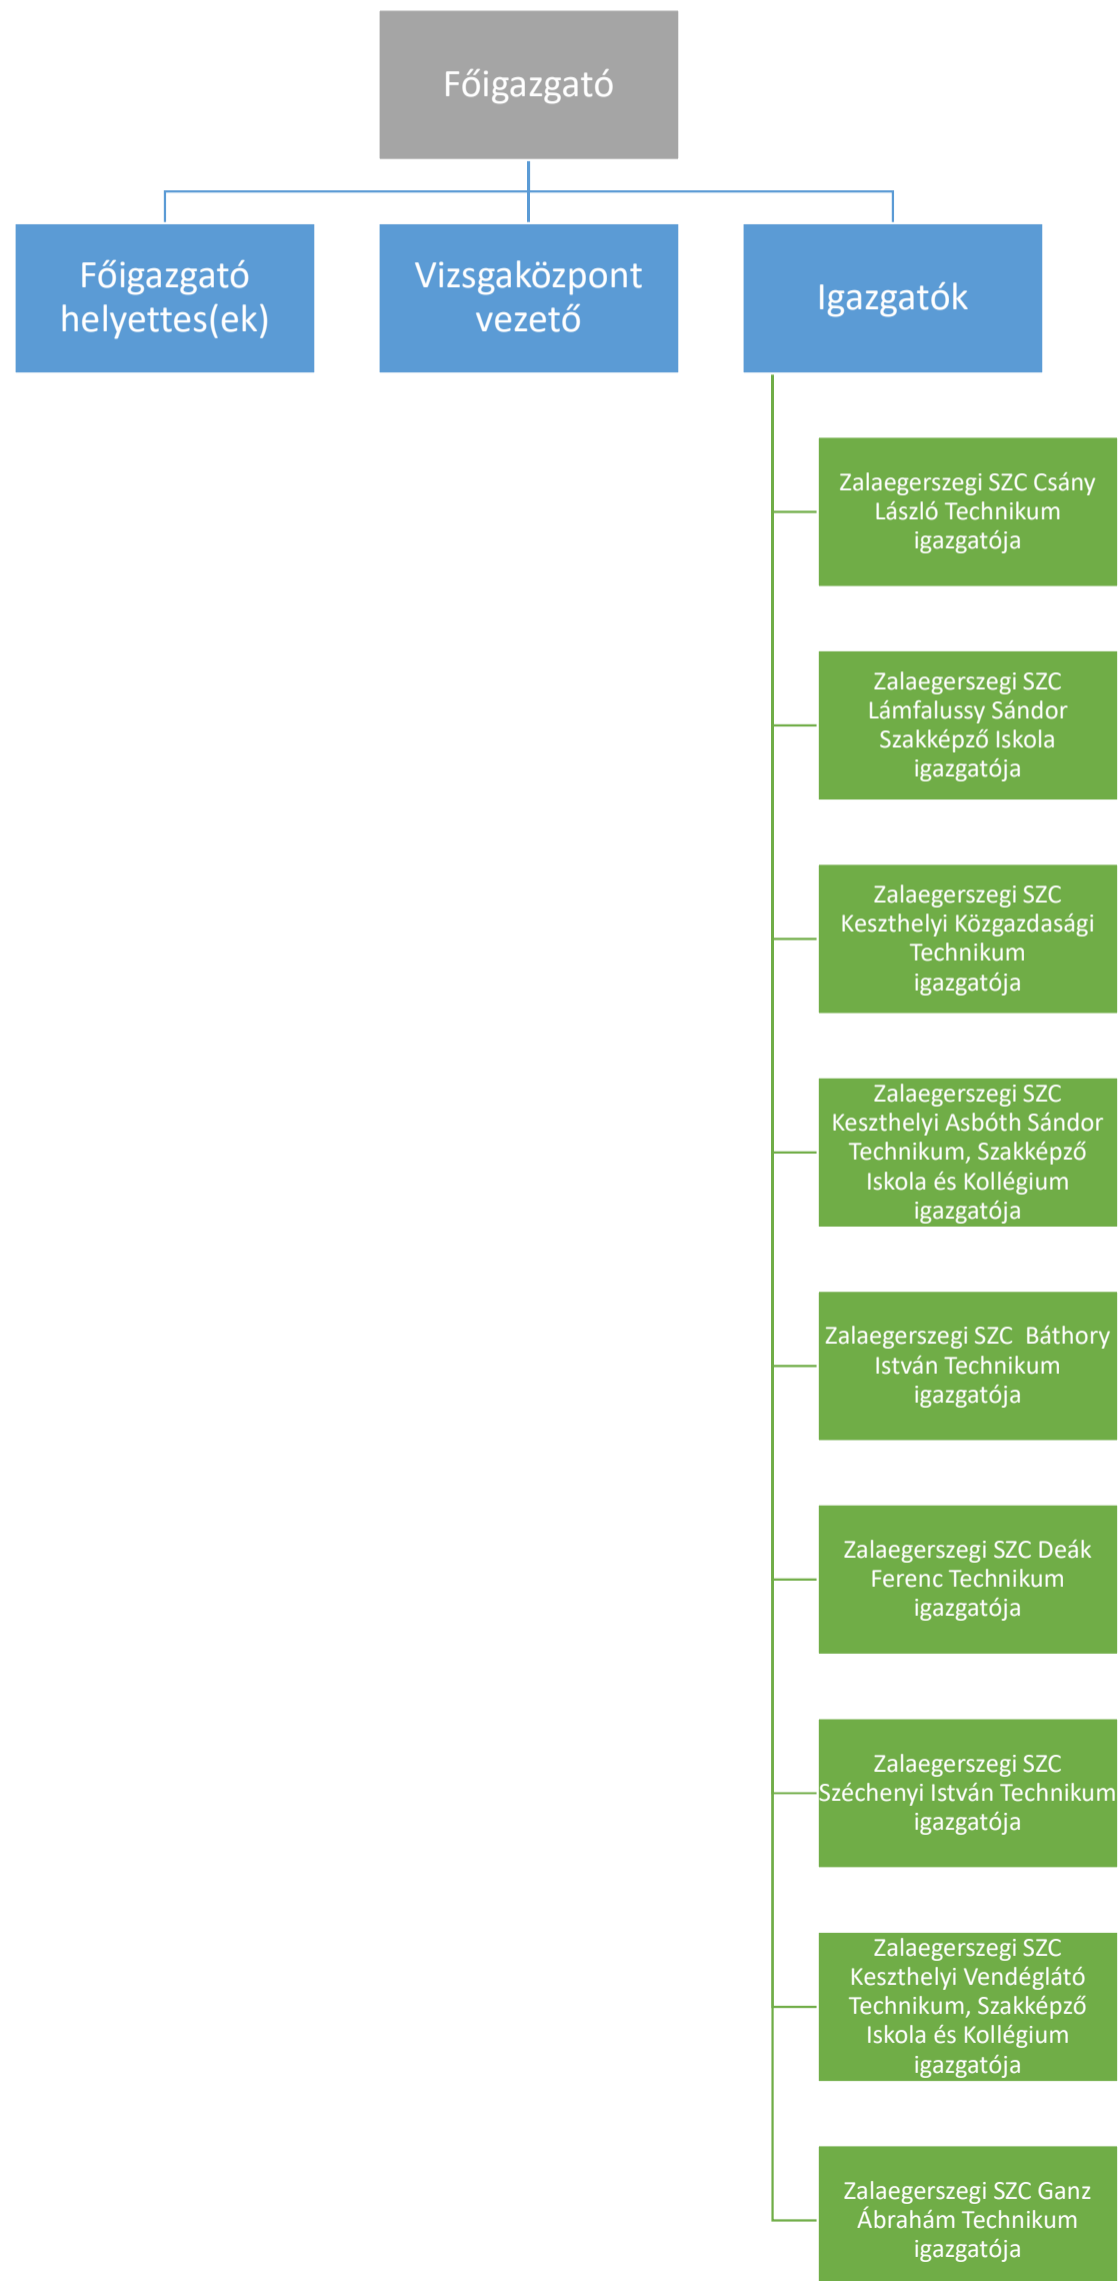 Főigazgató
Főigazgató
helyettes(ek)
Vizsgaközpont
vezető
Igazgatók
Zalaegerszegi SZC Csány
László Technikum
igazgatója
Zalaegerszegi SZC
Lámfalussy Sándor
Szakképző Iskola
igazgatója
Zalaegerszegi SZC
Keszthelyi Közgazdasági
Technikum
igazgatója
Zalaegerszegi SZC
Keszthelyi Asbóth Sándor
Technikum, Szakképző
Iskola és Kollégium
igazgatója
Zalaegerszegi SZC  Báthory
István Technikum
igazgatója
Zalaegerszegi SZC Deák
Ferenc Technikum
igazgatója
Zalaegerszegi SZC
Széchenyi István Technikum
igazgatója
Zalaegerszegi SZC
Keszthelyi Vendéglátó
Technikum, Szakképző
Iskola és Kollégium
igazgatója
Zalaegerszegi SZC Ganz
Ábrahám Technikum
igazgatója